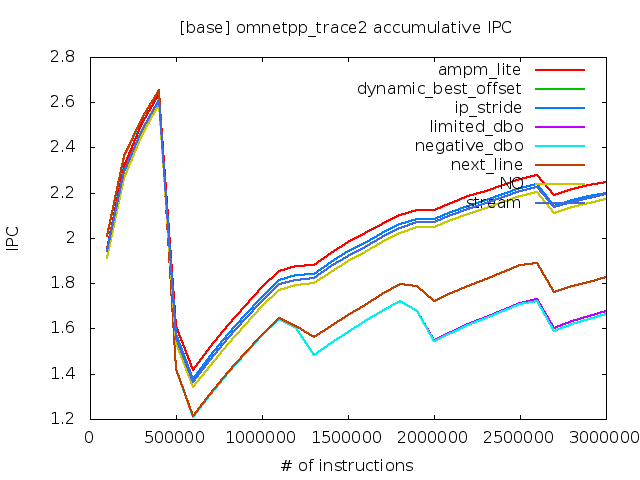 [base] omnetpp_trace2 accumulative IPC
2.8
2.6
2.4
2.2
2
1.8
1.6
1.4
1.2
IPC
ampm_lite
dynamic_best_offset
ip_stride
limited_dbo
negative_dbo
next_line
NO
stream
0 500000 1000000 1500000 2000000 2500000 3000000
# of instructions